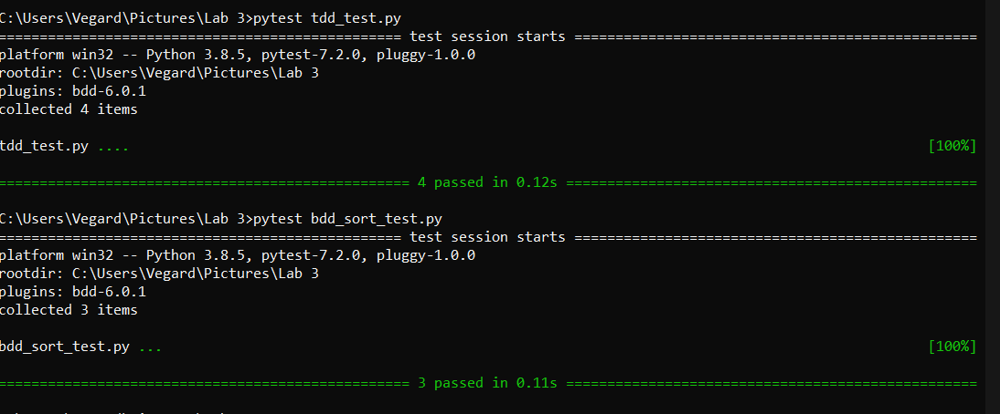 C:\Users\Vegard\Pictures\Lab 3>pytest tdd_test.py
================================================= test session starts =================================================
platform win32 -- Python 3.8.5, pytest-7.2.0, pluggy-1.0.0
rootdir: C:\Users\Vegard\Pictures\Lab 3
plugins: bdd-6.0.1
collected 4 items
tdd_test.py .... [100%]
================================================== 4 passed in 0.12s ==================================================
C:\Users\Vegard\Pictures\Lab 3>pytest bdd_sort_test.py
================================================= test session starts =================================================
platform win32 -- Python 3.8.5, pytest-7.2.0, pluggy-1.0.0
rootdir: C:\Users\Vegard\Pictures\Lab 3
plugins: bdd-6.0.1
collected 3 items
bdd_sort_test.py ... [100%]
================================================== 3 passed in 0.11s ==================================================